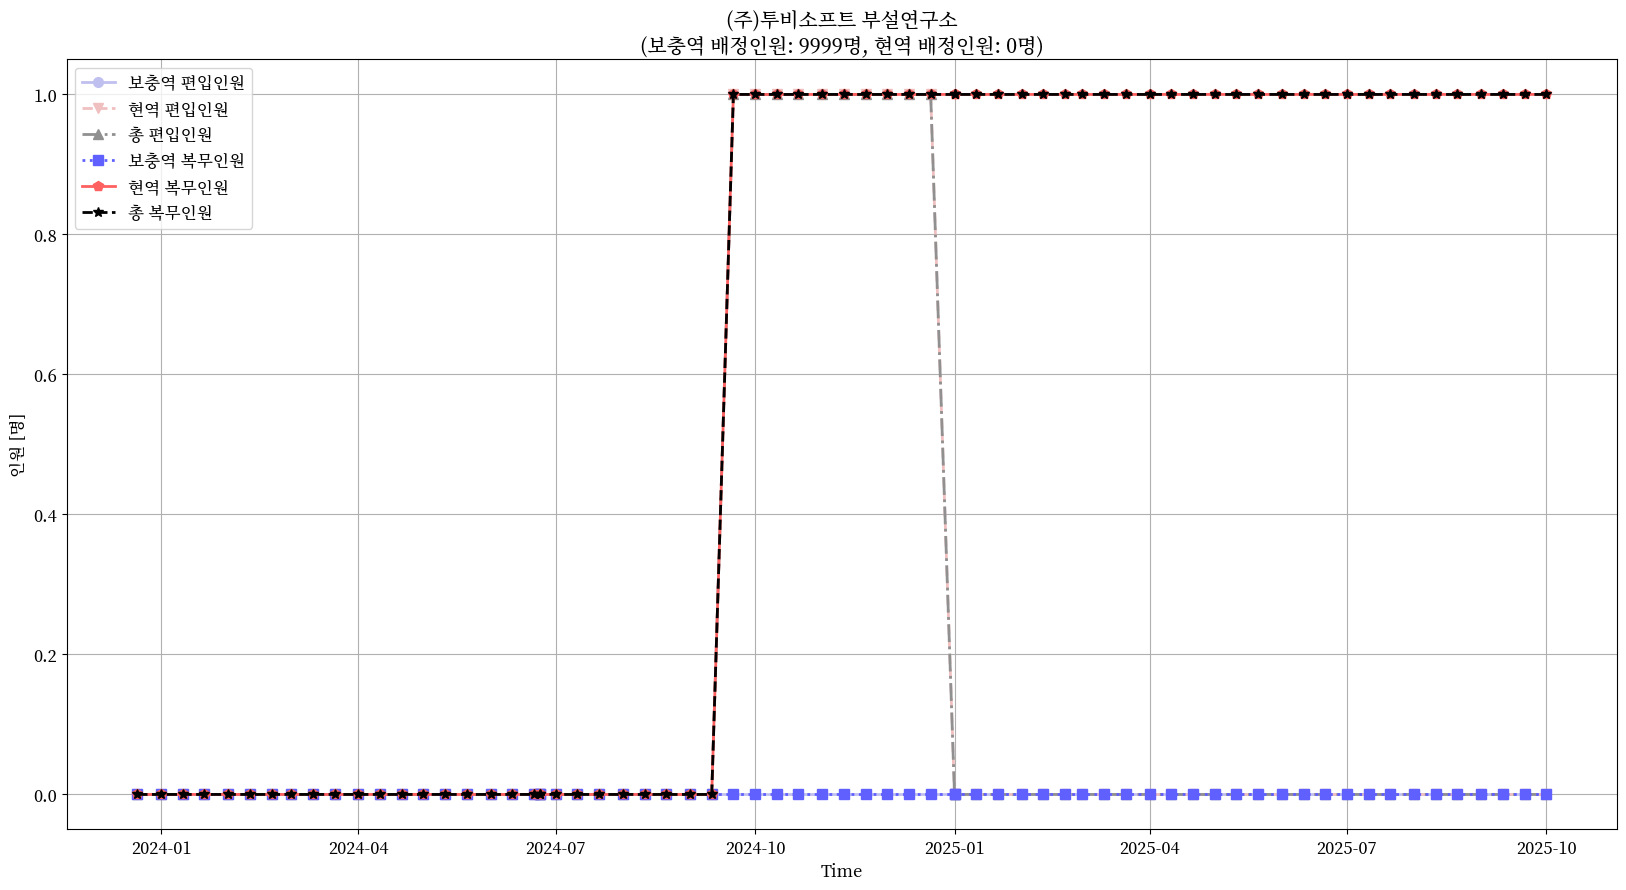 (주)투비소프트 부설연구소
(보충역 배정인원: 9999명, 현역 배정인원: 0명)
보충역 편입인원
현역 편입인원
총 편입인원
보충역 복무인원
현역 복무인원
총 복무인원
1.0
0.8
0.6
0.4
0.2
0.0
인원 [명]
2024-01
2024-04
2024-07
2024-10
2025-01
2025-04
2025-07
2025-10
Time